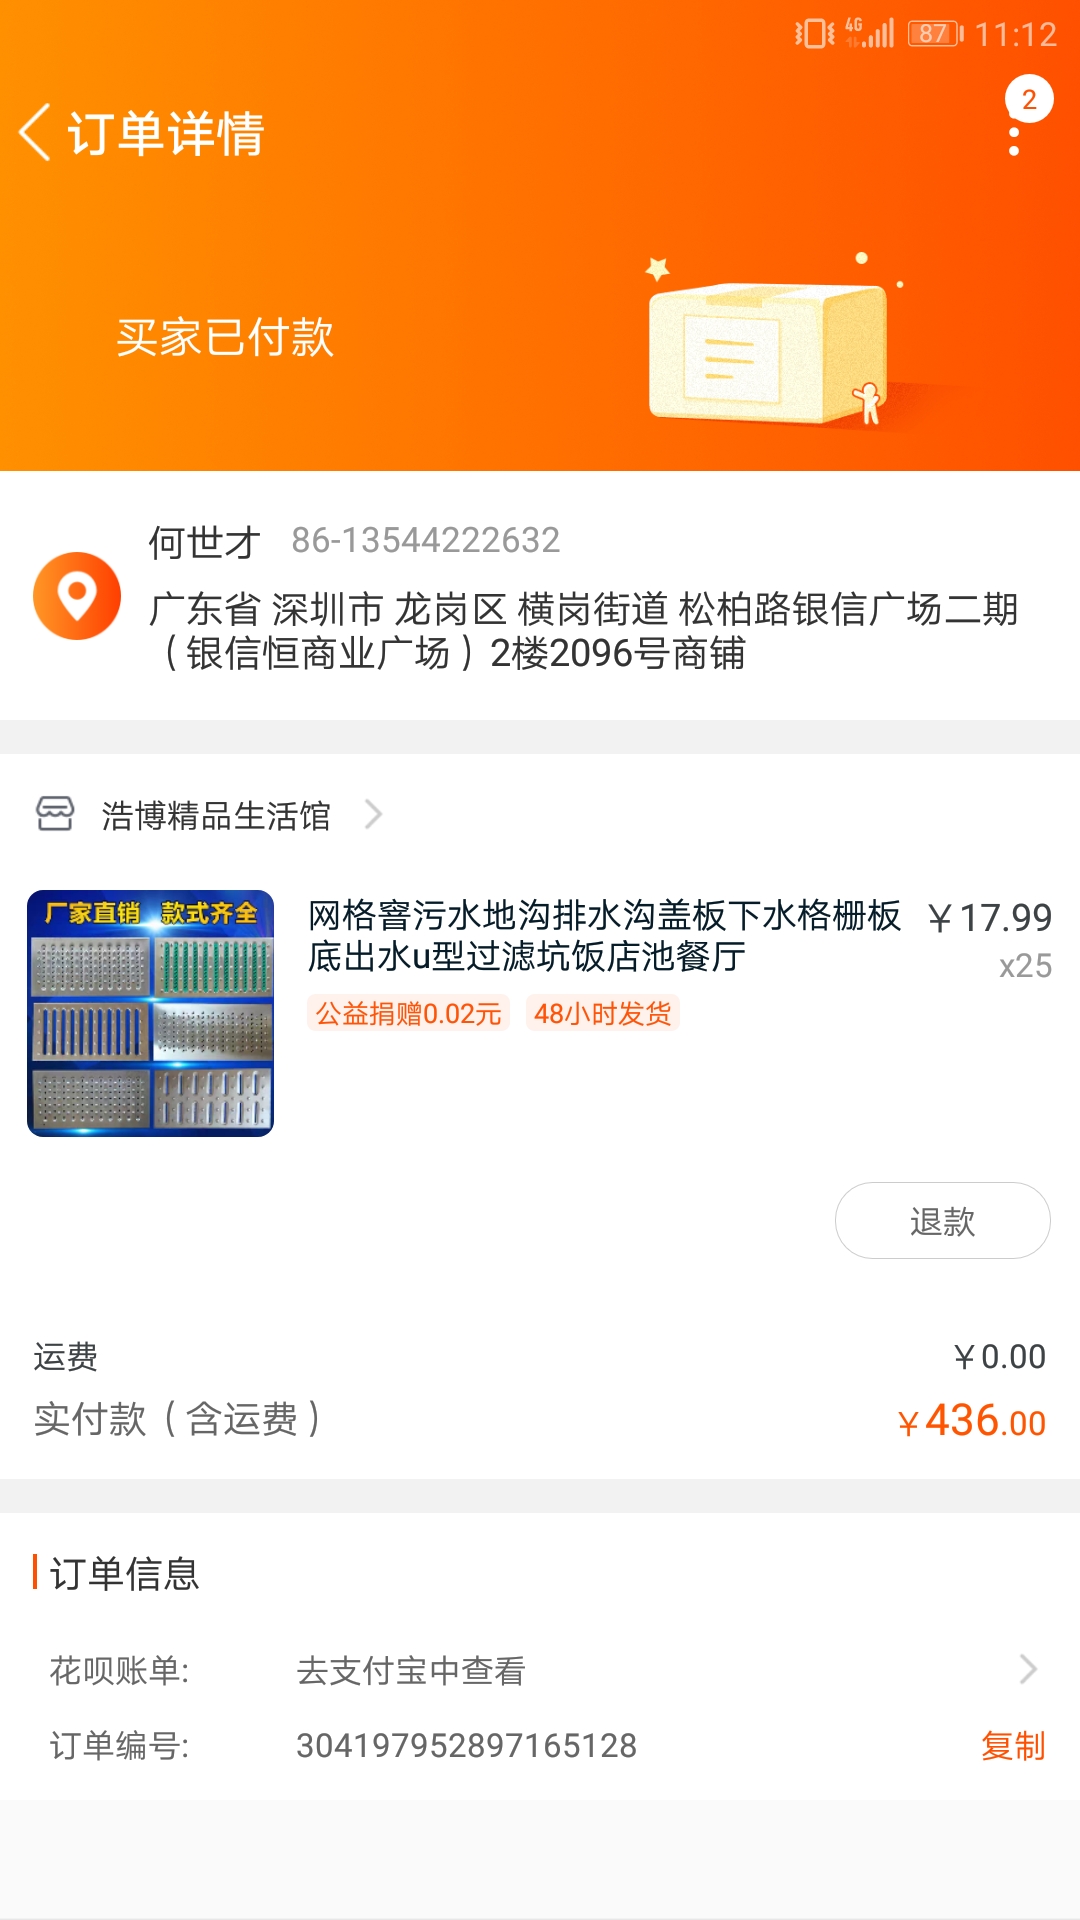 4G 87 11:12
订单详情
2
买家已付款
何世才 86-13544222632
广东省 深圳市 龙岗区 横岗街道 松柏路银信广场二期
（银信恒商业广场）2楼2096号商铺
浩博精品生活馆
厂家直销 款式齐全
网格窨污水地沟排水沟盖板下水格栅板 ￥17.99
底出水u型过滤坑饭店池餐厅 x25
公益捐赠0.02元 48小时发货
退款
运费 ￥0.00
实付款（含运费） ￥436.00
订单信息
花呗账单: 去支付宝中查看
订单编号: 304197952897165128 复制